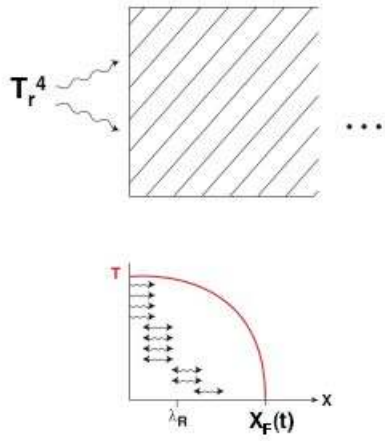 T_r^4
...
T
X
λ_R
X_F(t)